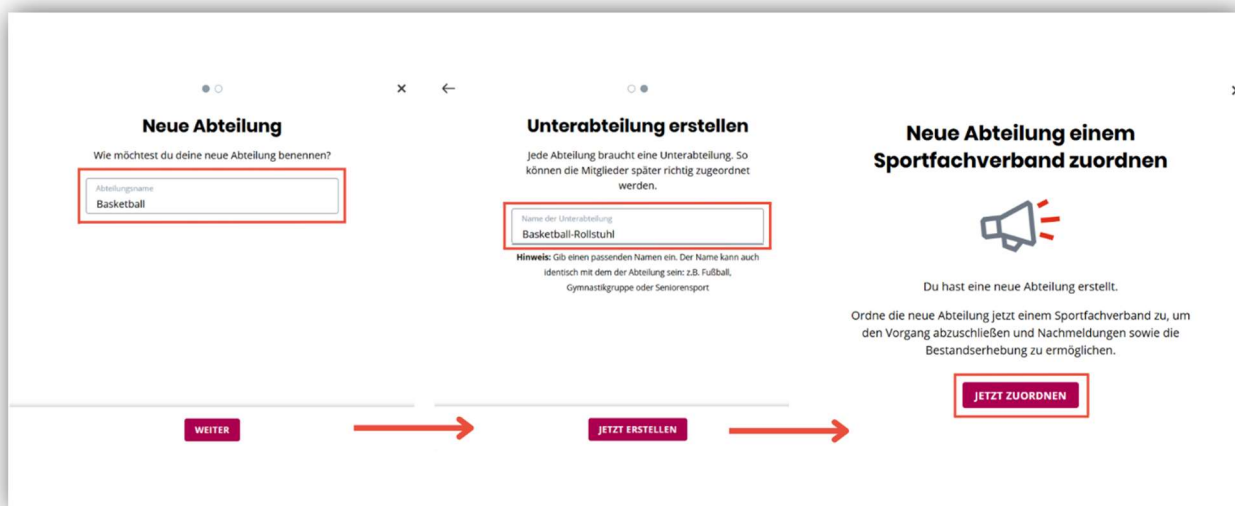 Neue Abteilung
Wie möchtest du deine neue Abteilung benennen?
Abteilungsname
Basketball
WEITER
Unterabteilung erstellen
Jede Abteilung braucht eine Unterabteilung. So
können die Mitglieder später richtig zugeordnet
werden.
Name der Unterabteilung
Basketball-Rollstuhl
Hinweis: Gib einen passenden Namen ein. Der Name kann auch
identisch mit dem der Abteilung sein: z.B. Fußball,
Gymnastikgruppe oder Seniorensport
JETZT ERSTELLEN
Neue Abteilung einem
Sportfachverband zuordnen
Du hast eine neue Abteilung erstellt.
Ordne die neue Abteilung jetzt einem Sportfachverband zu, um
den Vorgang abzuschließen und Nachmeldungen sowie die
Bestandserhebung zu ermöglichen.
JETZT ZUORDNEN